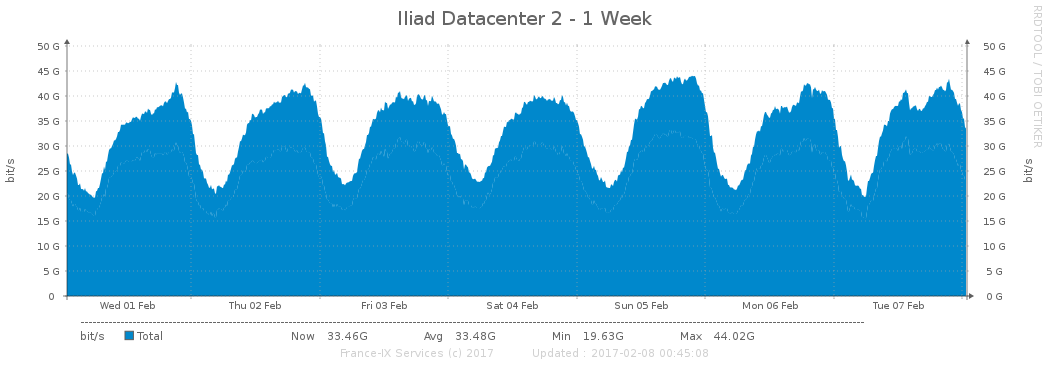 Iliad Datacenter 2 - 1 Week
RRDTOOL / TOBI OETIKER
bit/s
50 G
45 G
40 G
35 G
30 G
25 G
20 G
15 G
10 G
5 G
0
50 G
45 G
40 G
35 G
30 G
25 G
20 G
15 G
10 G
5 G
0 G
bit/s
Wed 01 Feb Thu 02 Feb Fri 03 Feb Sat 04 Feb Sun 05 Feb Mon 06 Feb Tue 07 Feb
bit/s Total Now 33.46G Avg 33.48G Min 19.63G Max 44.02G
France-IX Services (c) 2017 Updated : 2017-02-08 00:45:08